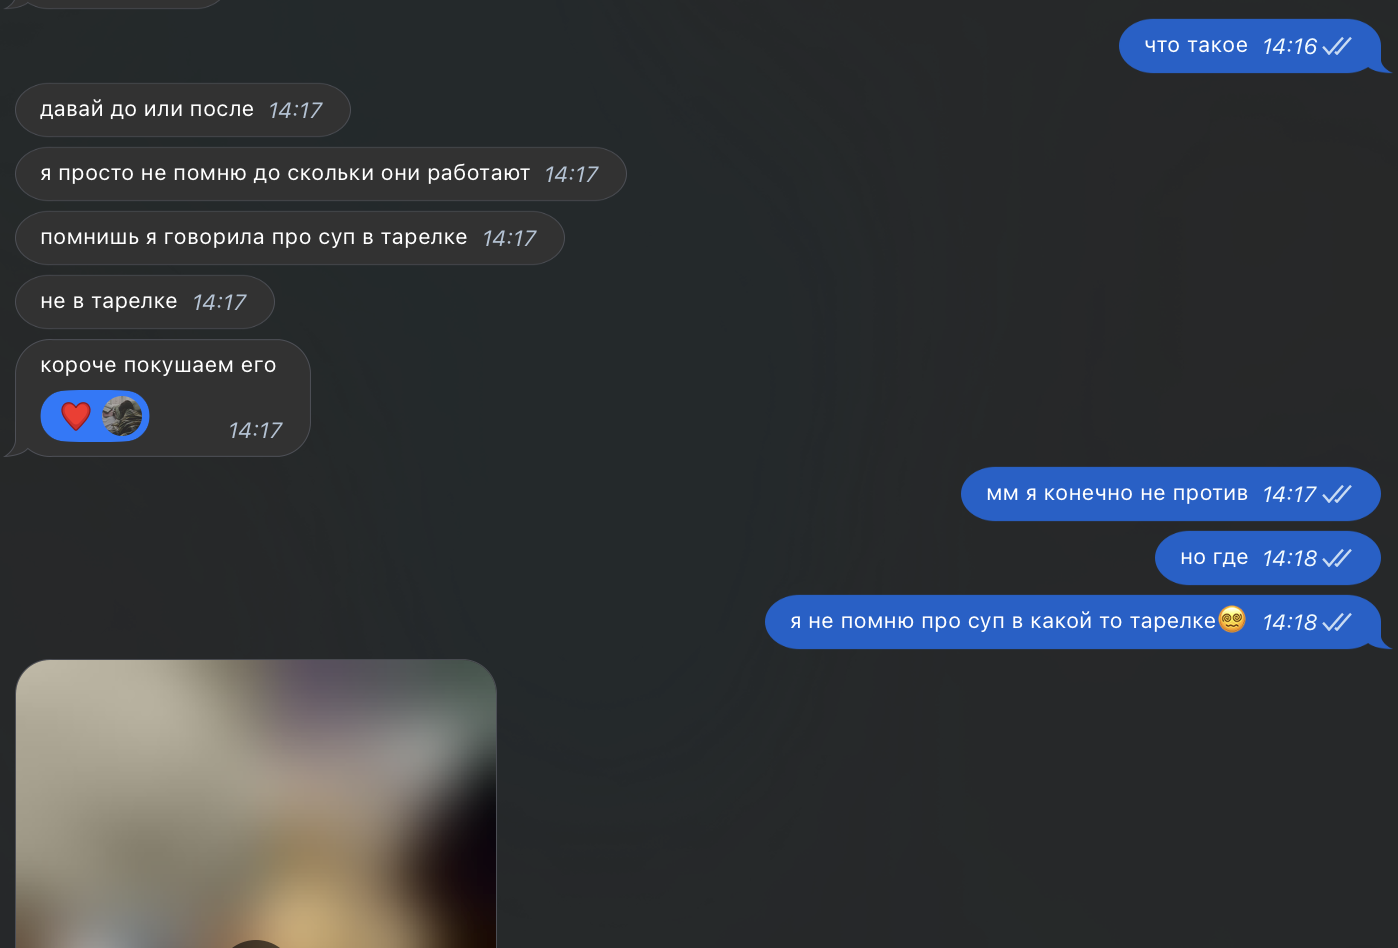 что такое 14:16
давай до или после 14:17
я просто не помню до скольки они работают 14:17
помнишь я говорила про суп в тарелке 14:17
не в тарелке 14:17
короче покушаем его
14:17
мм я конечно не против 14:17
но где 14:18
я не помню про суп в какой то тарелке😵‍💫 14:18